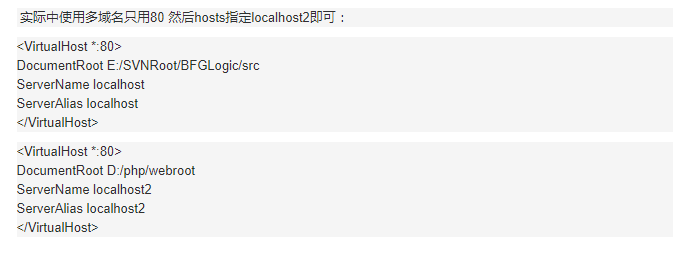 实际中使用多域名只用80 然后hosts指定localhost2即可：
<VirtualHost *:80>
DocumentRoot E:/SVNRoot/BFGLogic/src
ServerName localhost
ServerAlias localhost
</VirtualHost>
<VirtualHost *:80>
DocumentRoot D:/php/webroot
ServerName localhost2
ServerAlias localhost2
</VirtualHost>